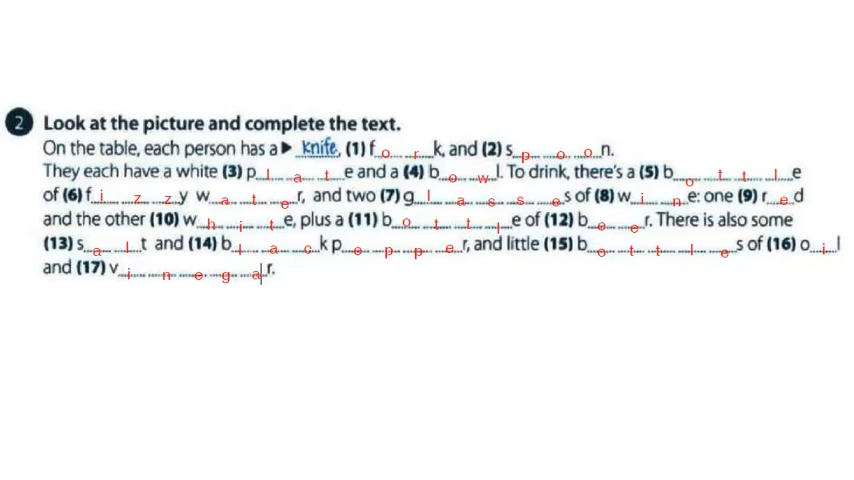 2 Look at the picture and complete the text.
On the table, each person has a ▶ knife, (1) fork, and (2) spoon.
They each have a white (3) plate and a (4) bowl. To drink, there's a (5) bottle
of (6) fizzy water, and two (7) glasses of (8) wine: one (9) red
and the other (10) white, plus a (11) bottle of (12) beer. There is also some
(13) salt and (14) black pepper, and little (15) bottles of (16) oil
and (17) vinegar.